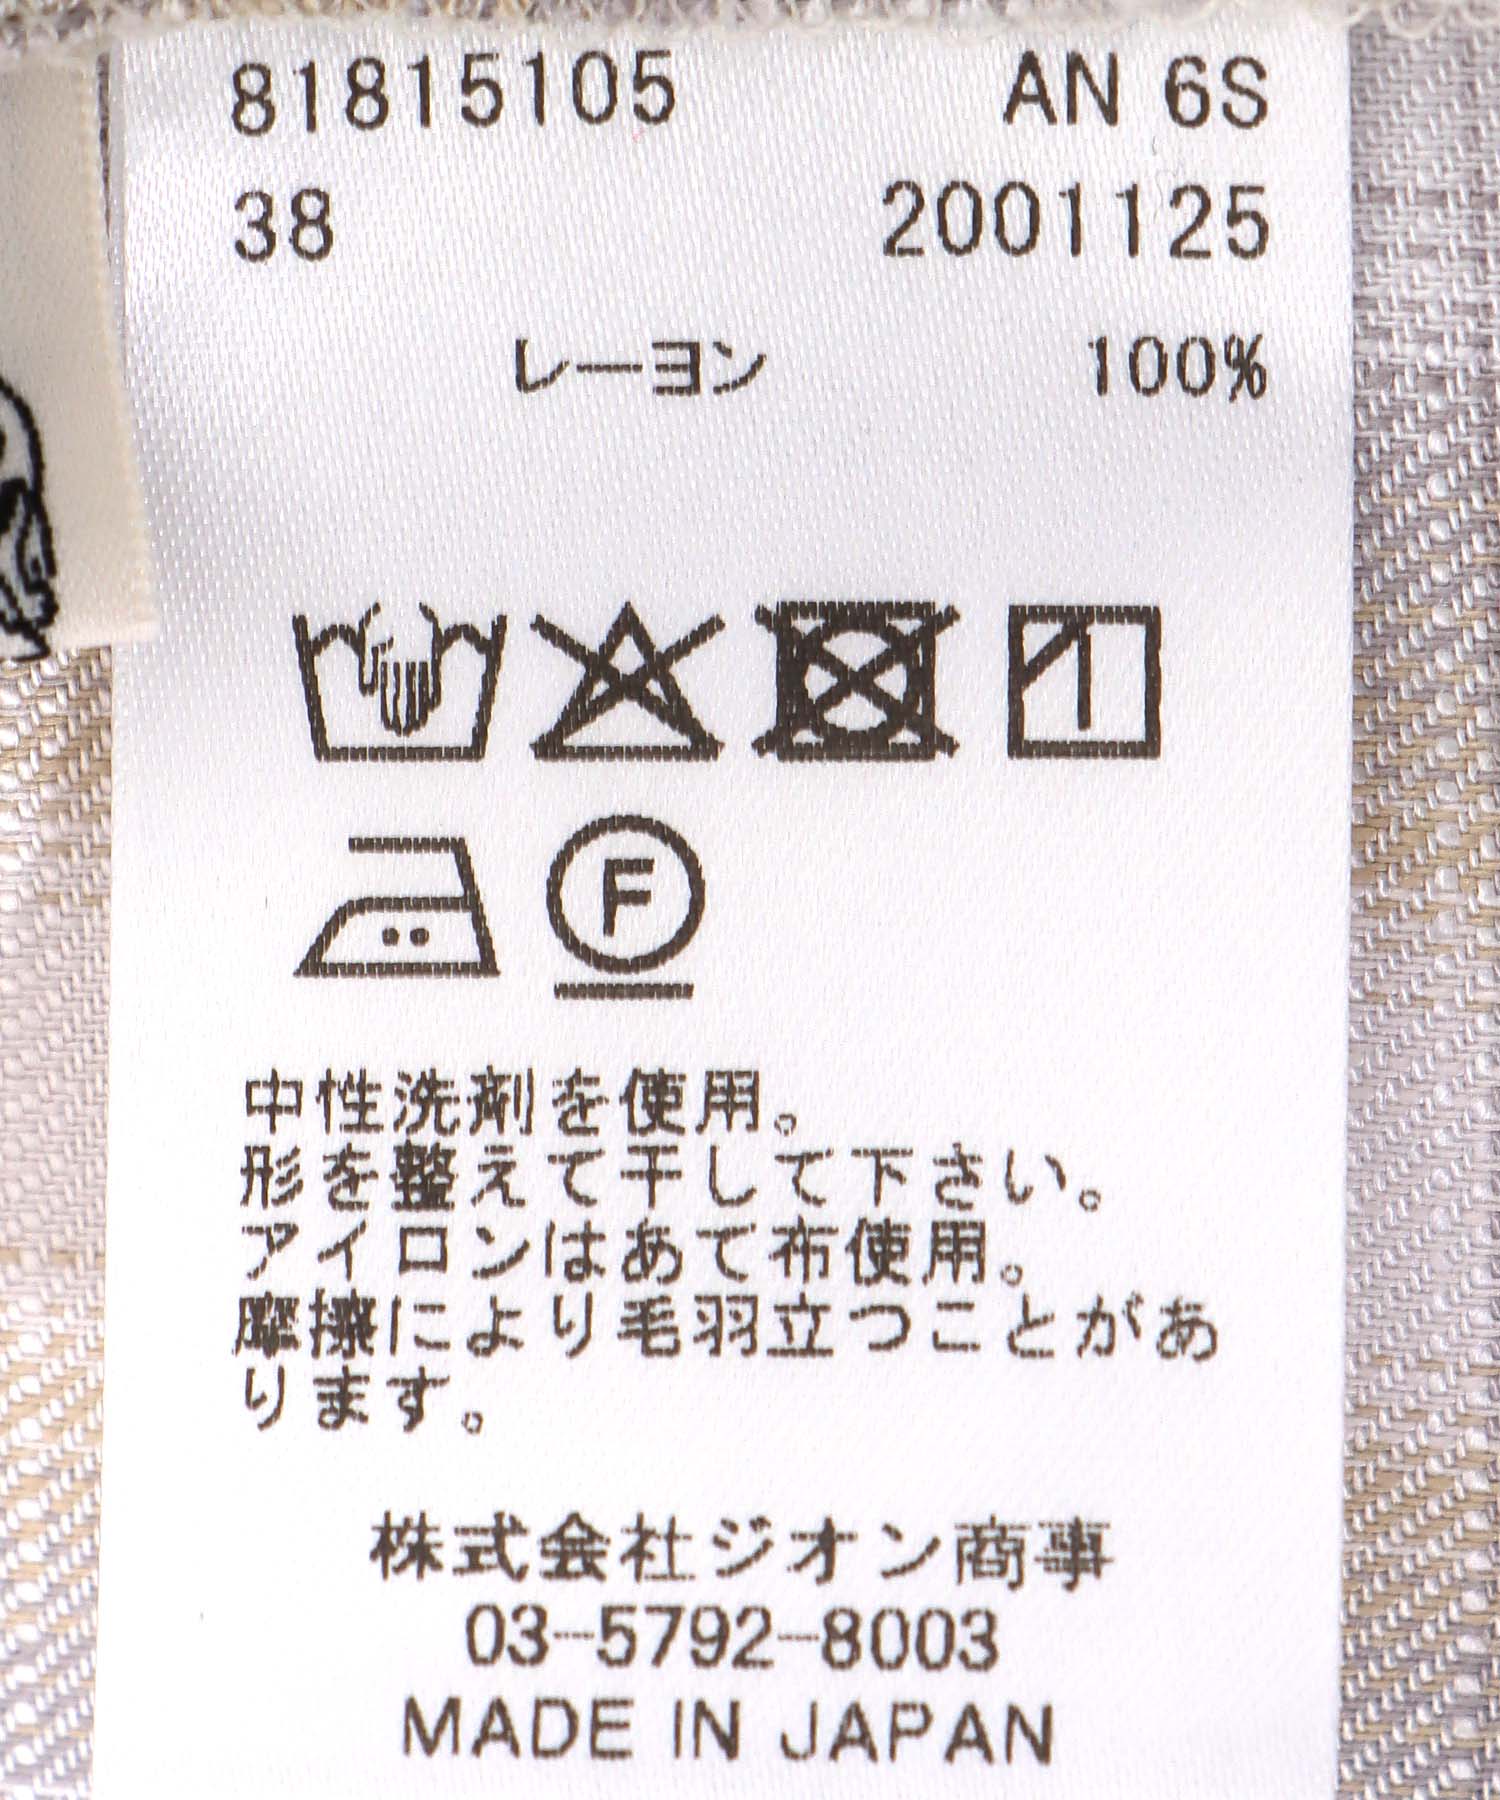 81815105 AN 6S
38 2001125
レーヨン 100%
F
中性洗剤を使用。
形を整えて干して下さい。
アイロンはあて布使用。
摩擦により毛羽立つことがあ
ります。
株式会社ジオン商事
03-5792-8003
MADE IN JAPAN